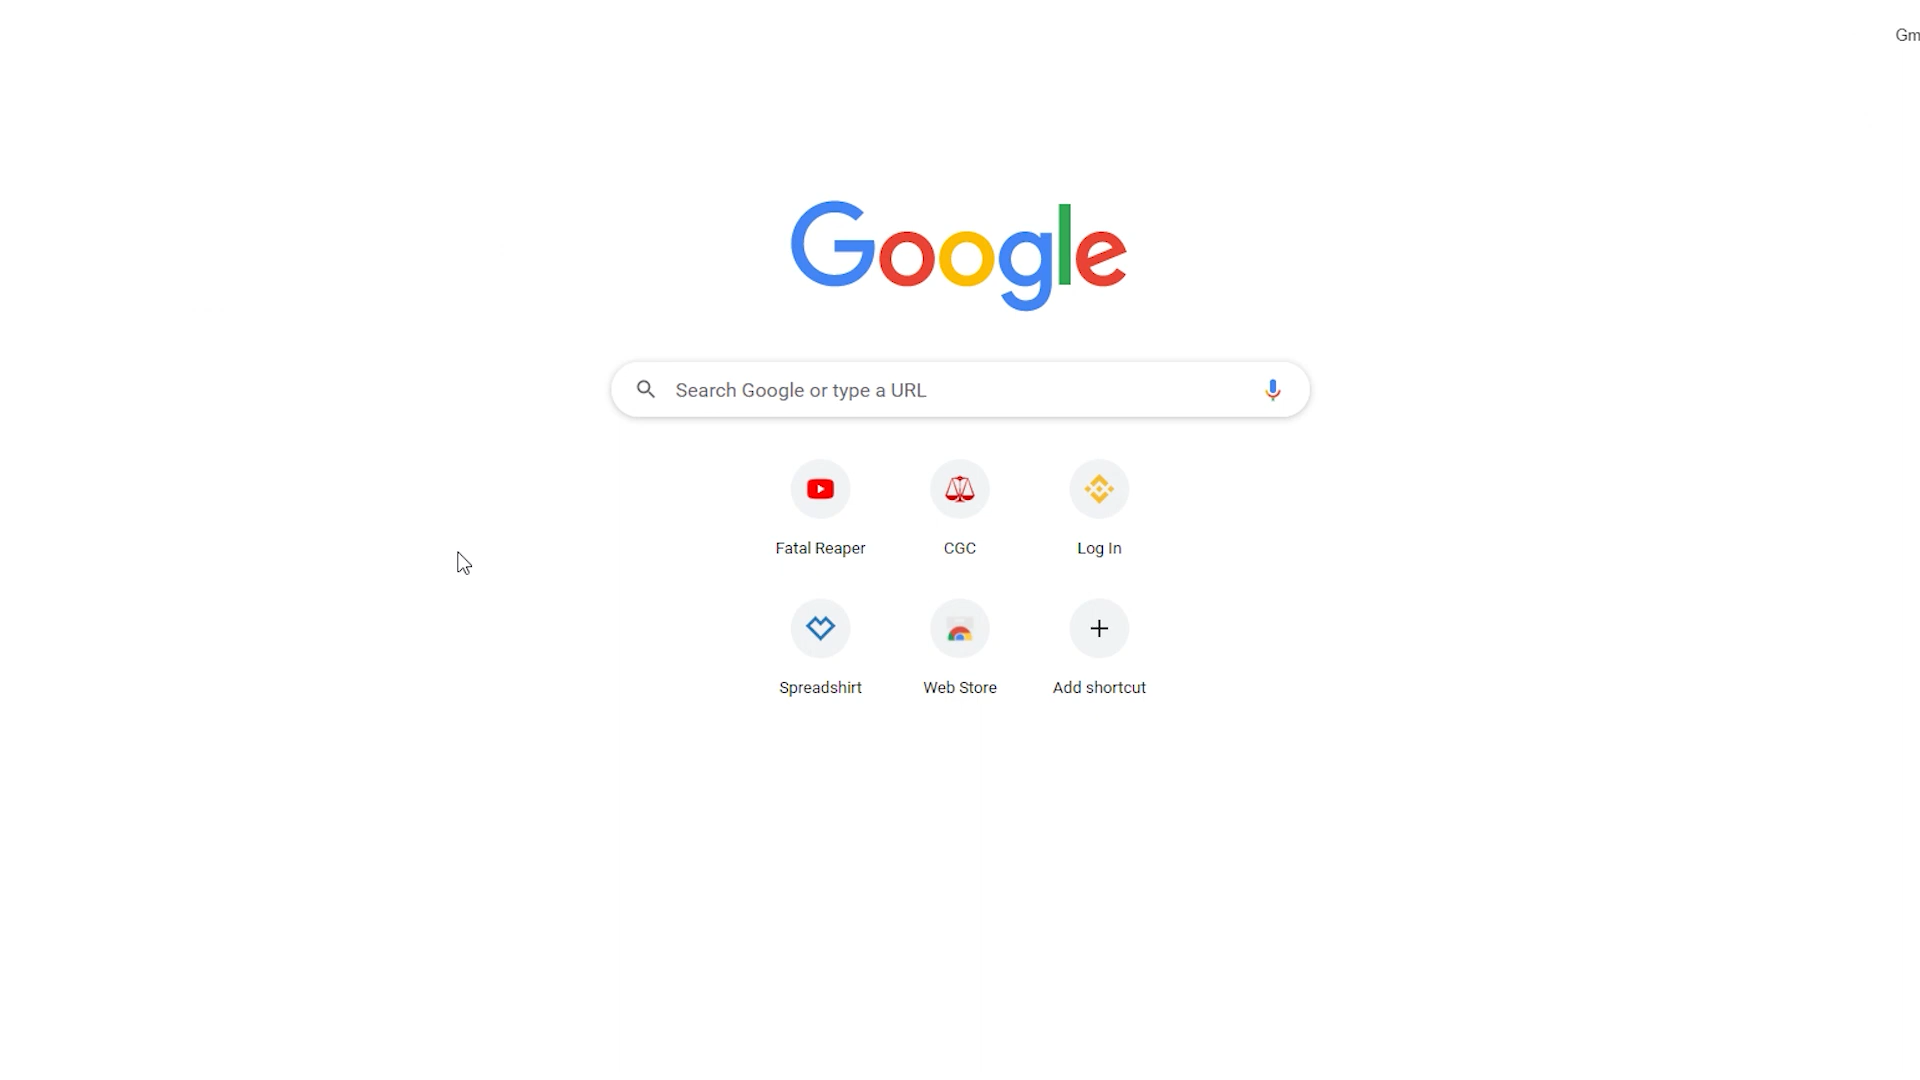 Gm
Google
Search Google or type a URL
Fatal Reaper
CGC
Log In
Spreadshirt
Web Store
Add shortcut